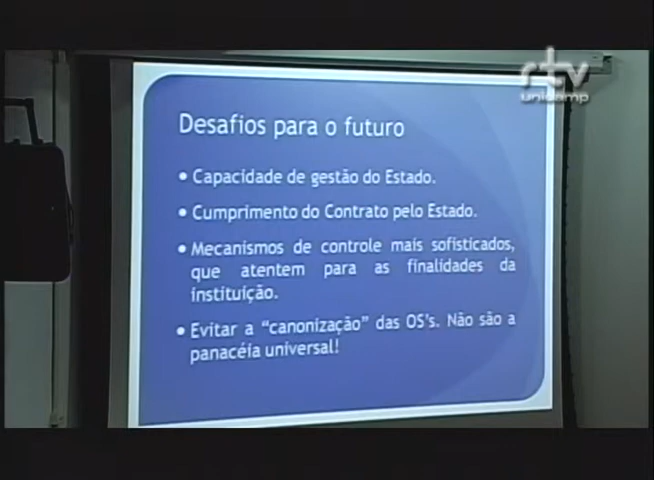 rtv
unicamp
Desafios para o futuro
• Capacidade de gestão do Estado.
• Cumprimento do Contrato pelo Estado.
• Mecanismos de controle mais sofisticados,
que atentem para as finalidades da
instituição.
• Evitar a “canonização” das OS's. Não são a
panacéia universal!